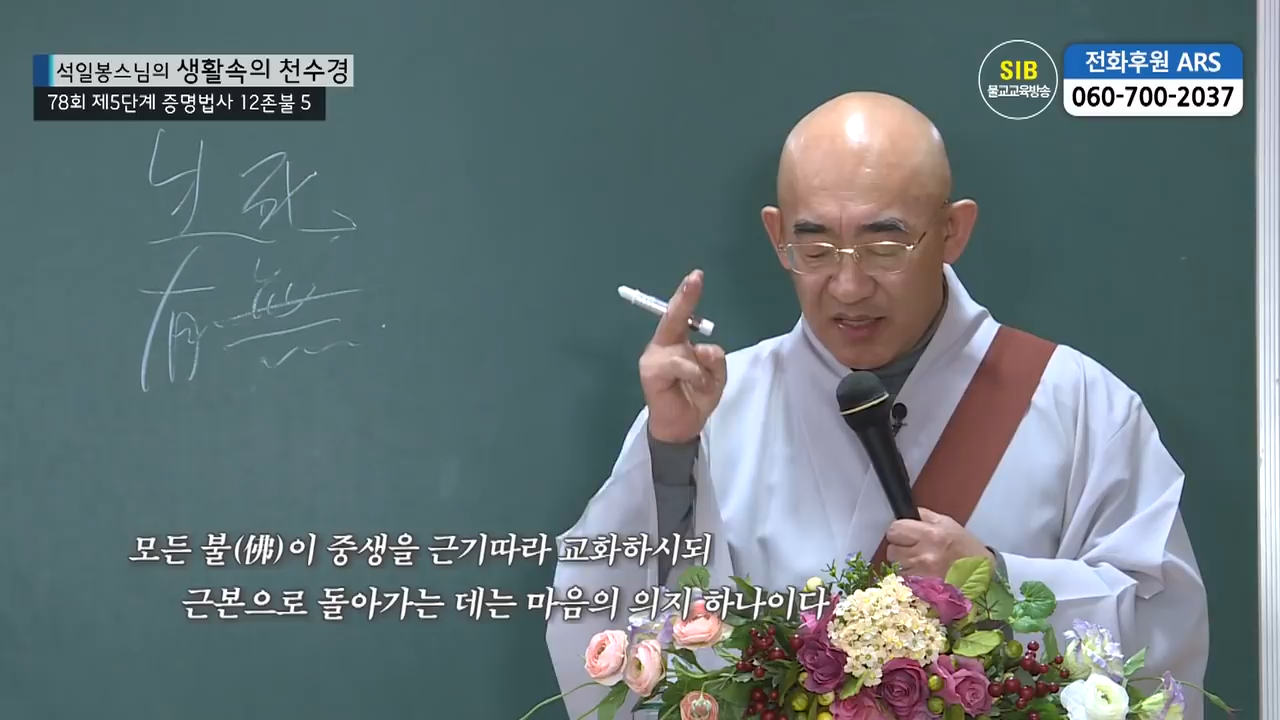 석일봉스님의 생활속의 천수경
78회 제5단계 증명법사 12존불 5
SIB
불교교육방송
전화후원 ARS
060-700-2037
生死
有無
모든 불(佛)이 중생을 근기따라 교화하시되
근본으로 돌아가는 데는 마음의 의지 하나이다